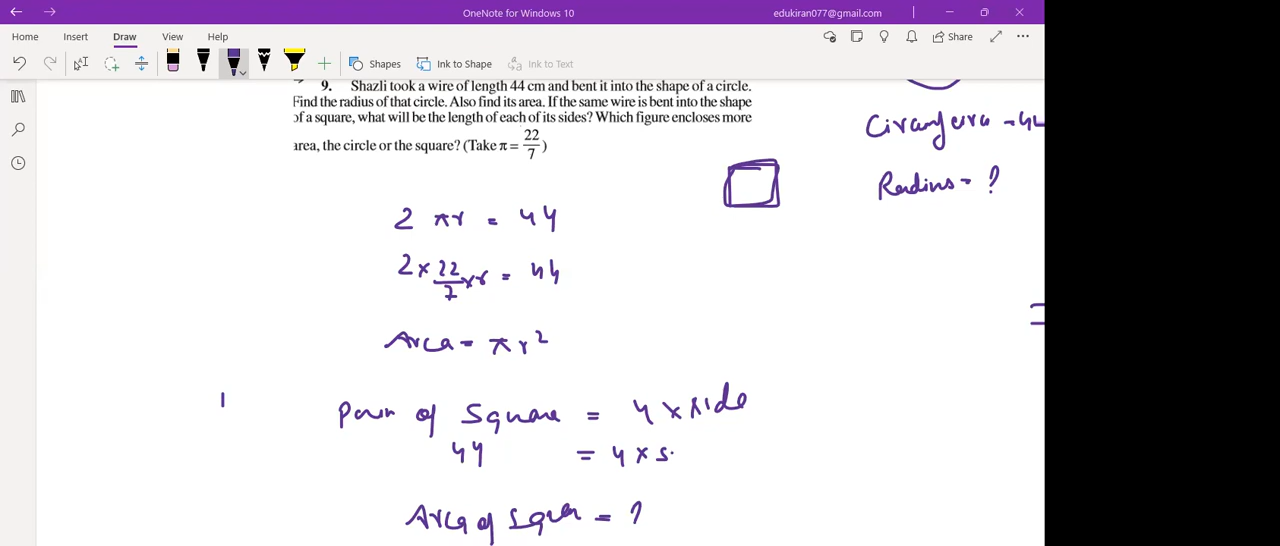 OneNote for Windows 10
edukiran077@gmail.com
Home Insert Draw View Help
Shapes Ink to Shape Ink to Text Share
9. Shazli took a wire of length 44 cm and bent it into the shape of a circle.
Find the radius of that circle. Also find its area. If the same wire is bent into the shape
of a square, what will be the length of each of its sides? Which figure encloses more
area, the circle or the square? (Take π = 22/7)
= 44
Radius = ?
2 πr = 44
2 × 22/7 × r = 44
Area = πr²
of Square = 4 × side
44 = 4 × s
Area of = ?